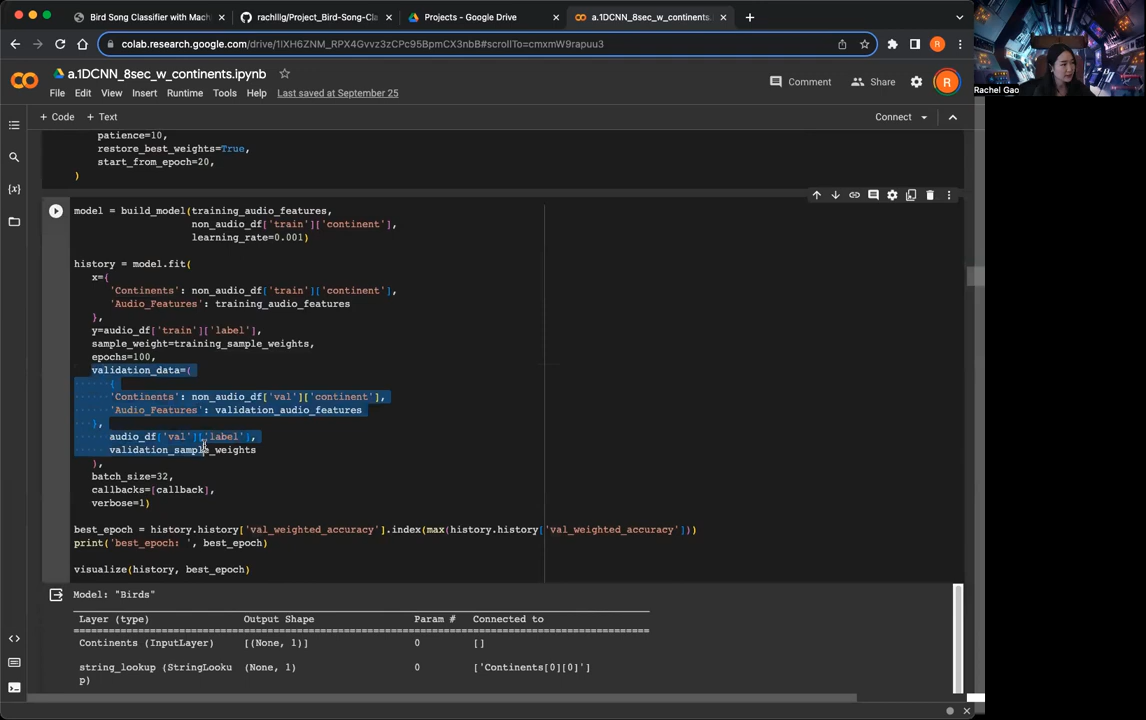 Bird Song Classifier with Mach
rachllg/Project_Bird-Song-Cla
Projects - Google Drive
a.1DCNN_8sec_w_continents.
colab.research.google.com/drive/1IXH6ZNM_RPX4Gvvz3zCPc95BpmCX3nbB#scrollTo=cmxmW9rapuu3
R
Rachel Gao
a.1DCNN_8sec_w_continents.ipynb
File Edit View Insert Runtime Tools Help Last saved at September 25
Comment Share R
+ Code + Text Connect
patience=10,
restore_best_weights=True,
start_from_epoch=20,
)
model = build_model(training_audio_features,
non_audio_df['train']['continent'],
learning_rate=0.001)
history = model.fit(
x={
'Continents': non_audio_df['train']['continent'],
'Audio_Features': training_audio_features
},
y=audio_df['train']['label'],
sample_weight=training_sample_weights,
epochs=100,
validation_data=(
{
'Continents': non_audio_df['val']['continent'],
'Audio_Features': validation_audio_features
},
audio_df['val']['label'],
validation_sample_weights
),
batch_size=32,
callbacks=[callback],
verbose=1)
best_epoch = history.history['val_weighted_accuracy'].index(max(history.history['val_weighted_accuracy']))
print('best_epoch: ', best_epoch)
visualize(history, best_epoch)
Model: "Birds"
Layer (type) Output Shape Param # Connected to
Continents (InputLayer) [(None, 1)] 0 []
string_lookup (StringLooku (None, 1) 0 ['Continents[0][0]']
p)